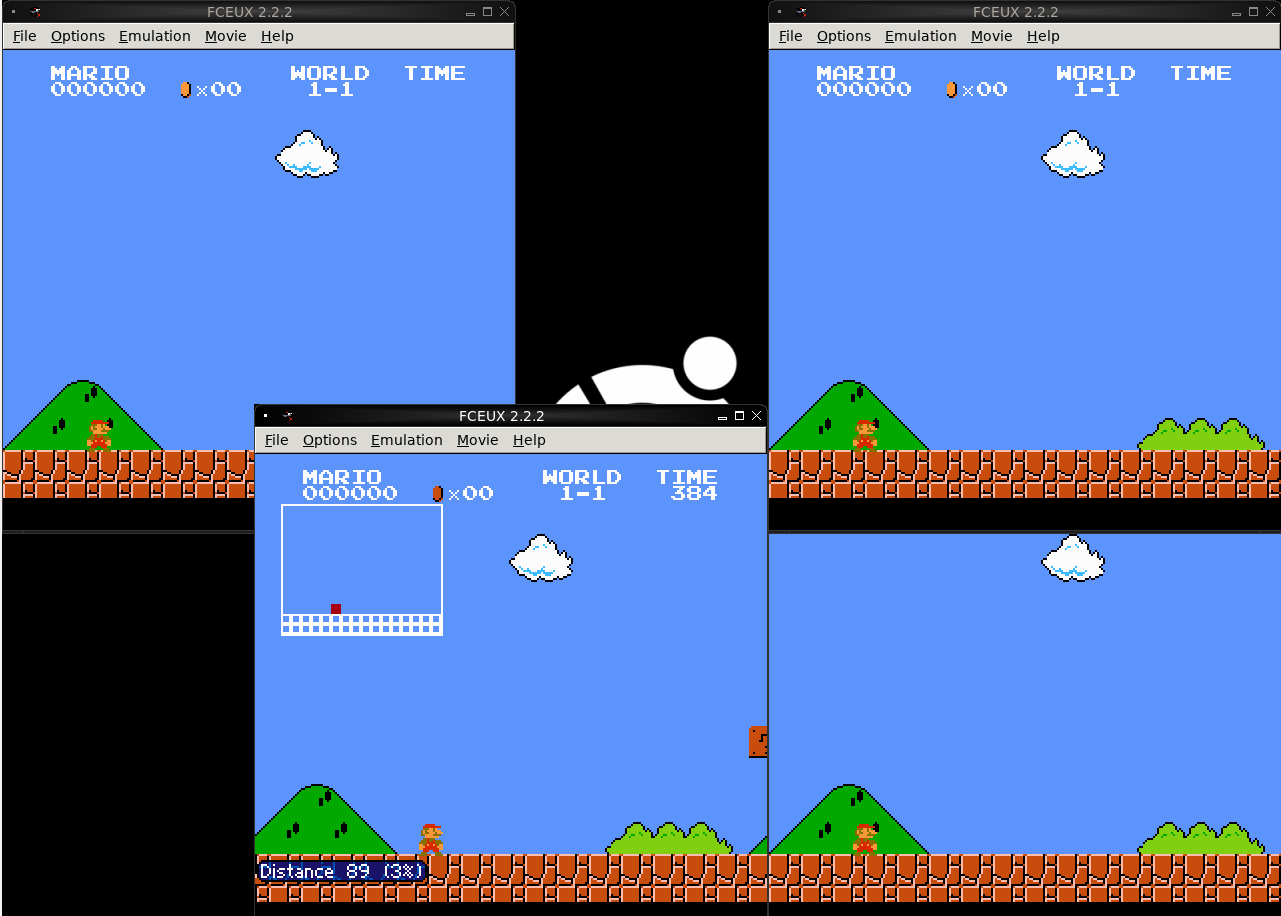 FCEUX 2.2.2
File Options Emulation Movie Help
MARIO WORLD TIME
000000 ×00 1-1
FCEUX 2.2.2
File Options Emulation Movie Help
MARIO WORLD TIME
000000 ×00 1-1
FCEUX 2.2.2
File Options Emulation Movie Help
MARIO WORLD TIME
000000 ×00 1-1 384
Distance 89 (3%)